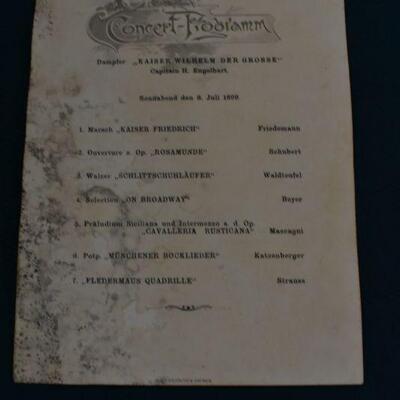 Concert-Programm
Dampfer „KAISER WILHELM DER GROSSE“
Capitain H. Engelbart.
Sonnabend den 8. Juli 1899.
1. Marsch „KAISER FRIEDRICH“ Friedemann
2. Ouverture z. Op. „ROSAMUNDE“ Schubert
3. Walzer „SCHLITTSCHUHLÄUFER“ Waldteufel
4. Selection „ON BROADWAY“ Beyer
5. Präludium Siciliana und Intermezzo a. d. Op.
„CAVALLERIA RUSTICANA“ Mascagni
6. Potp. „MÜNCHENER BOCKLIEDER“ Katzenberger
7. „FLEDERMAUS QUADRILLE“ Strauss